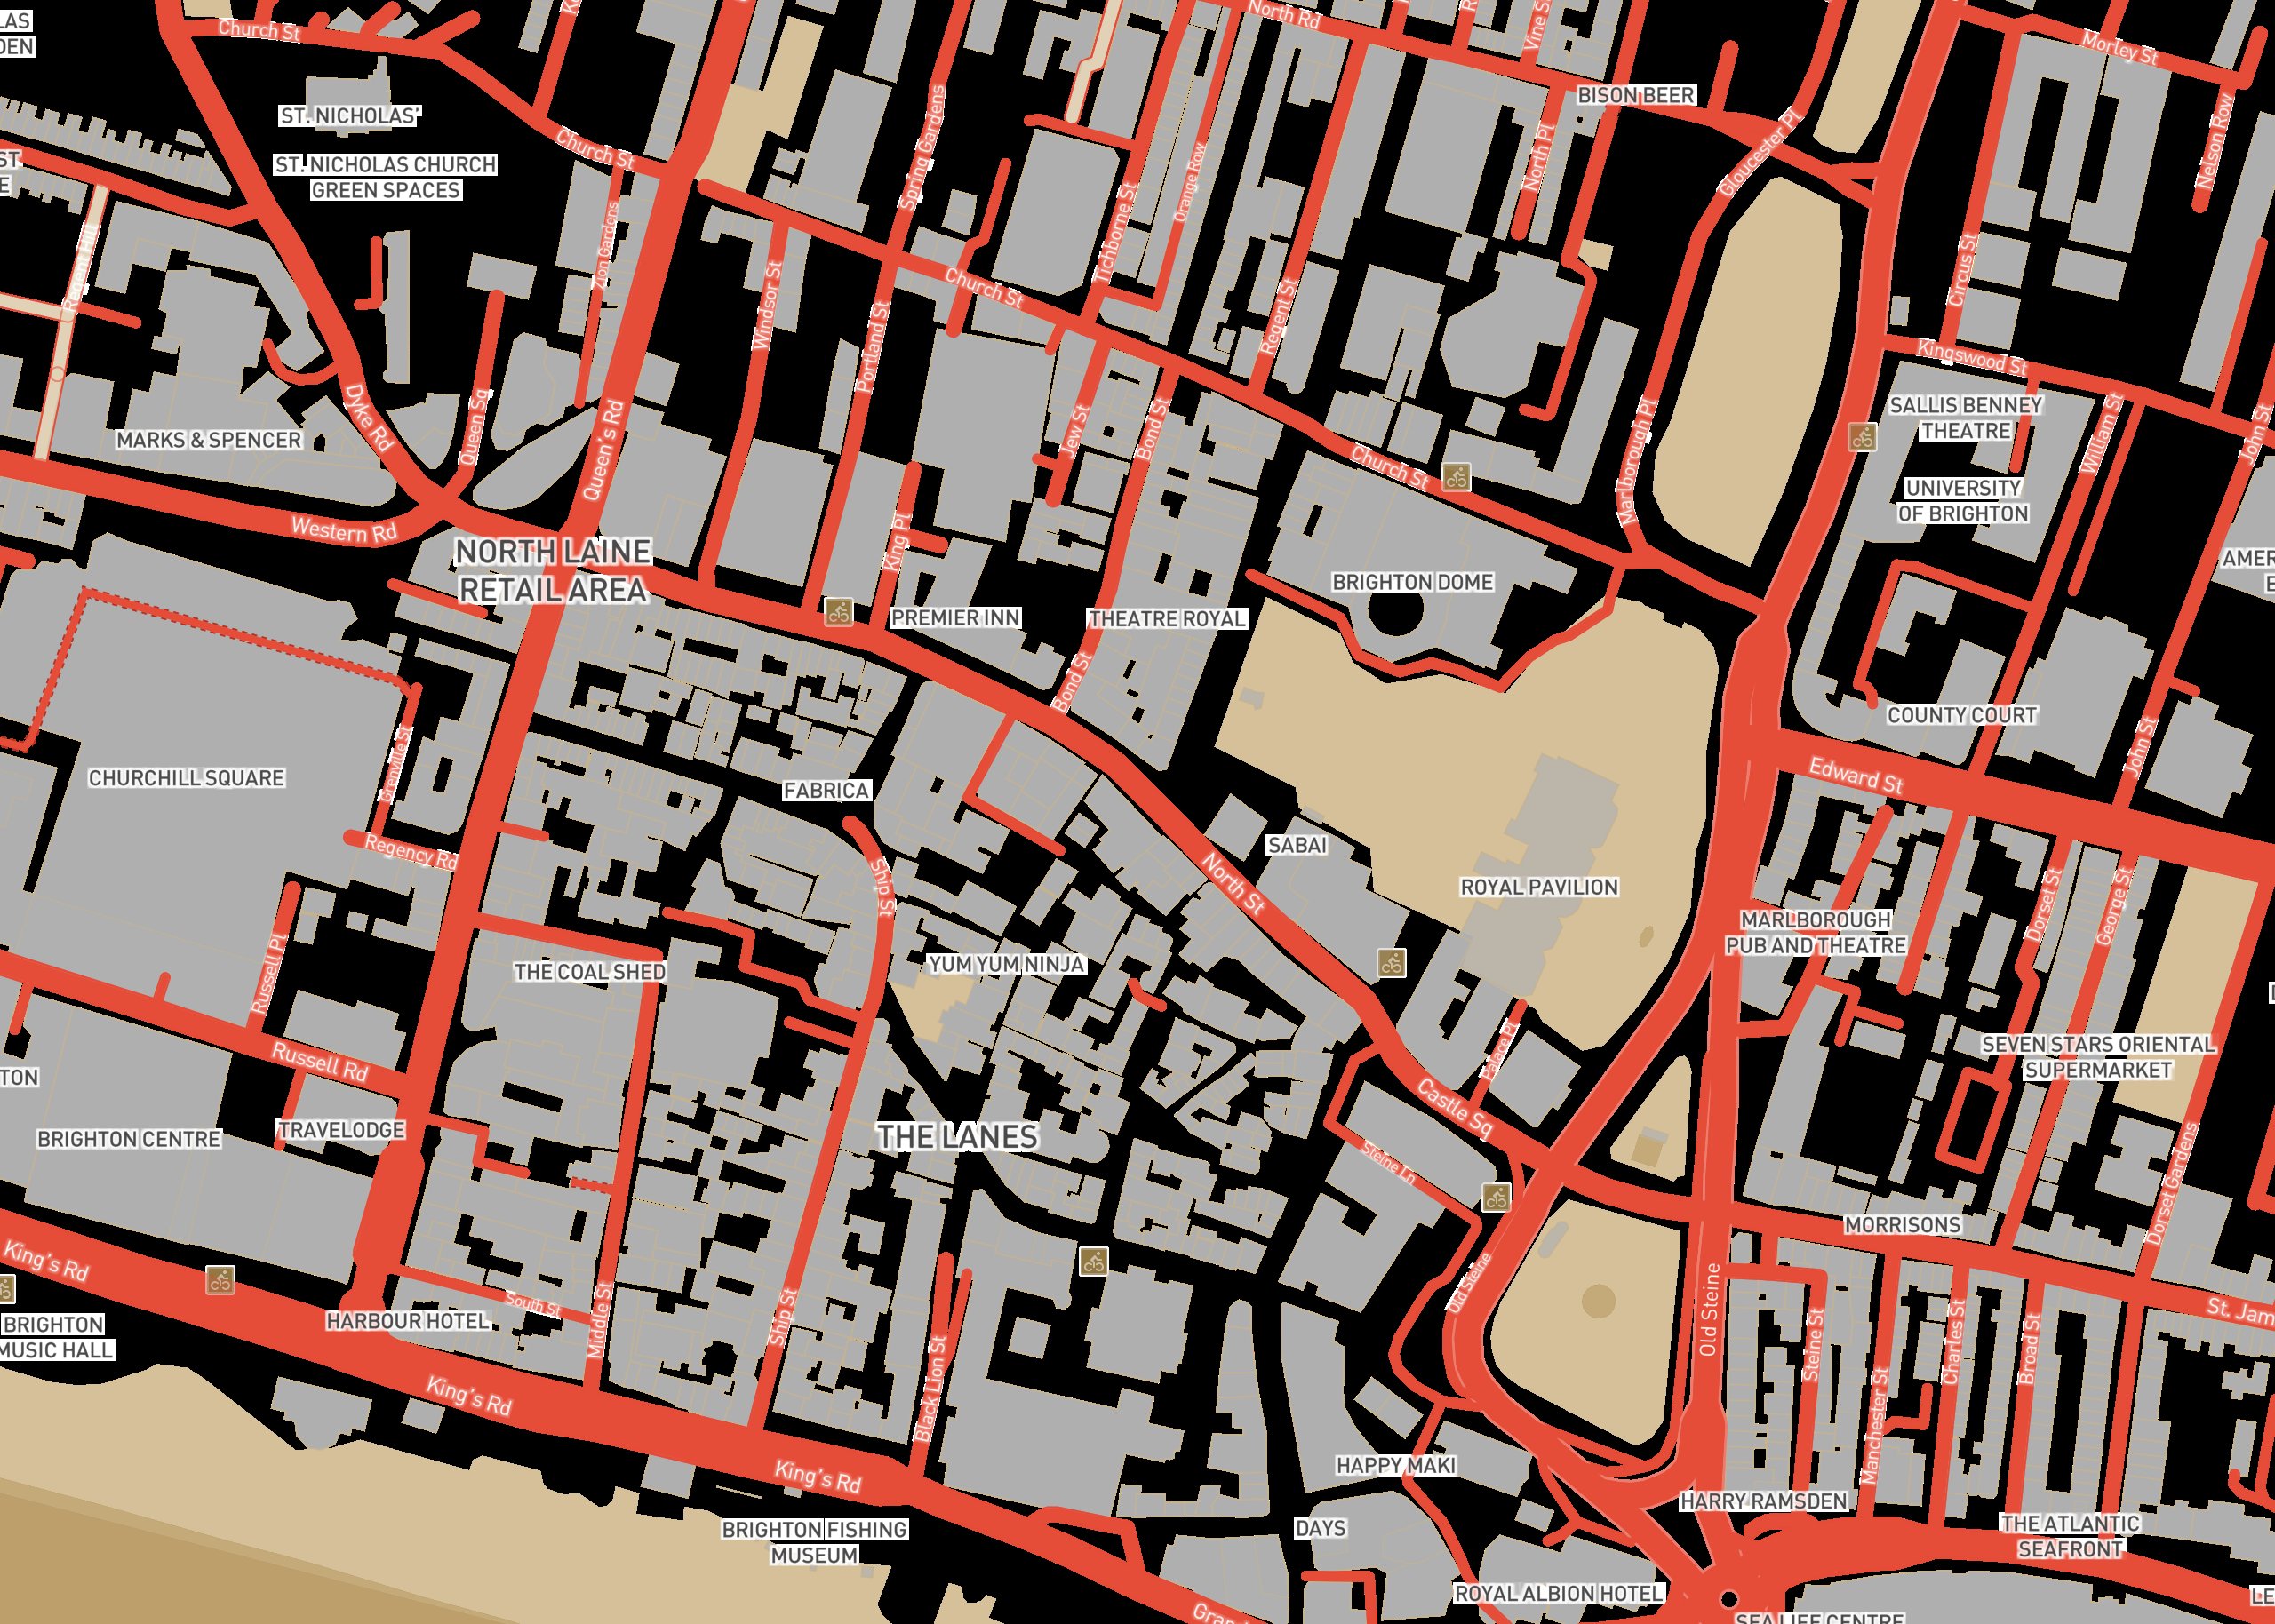 LAS
DEN
Church St
North Rd
Vine S
Morley St
BISON BEER
ST. NICHOLAS'
ST. NICHOLAS CHURCH
GREEN SPACES
Church St
Spring Gardens
Orange Row
North Pl
Gloucester Pl
Nelson Row
ST
E
Regent Hill
Zion Gardens
Tichborne St
Windsor St
Church St
Circus St
Portland St
Regent St
Kingswood St
MARKS & SPENCER
Dyke Rd
Queen Sq
Queen's Rd
Jew St
Bond St
Church St
Marlborough Pl
SALLIS BENNEY
THEATRE
William St
John St
UNIVERSITY
OF BRIGHTON
Western Rd
NORTH LAINE
RETAIL AREA
King Pl
PREMIER INN
THEATRE ROYAL
BRIGHTON DOME
AMER
E
Bond St
COUNTY COURT
John St
CHURCHILL SQUARE
Grenville St
FABRICA
Edward St
Regency Rd
Ship St
North St
SABAI
ROYAL PAVILION
MARLBOROUGH
PUB AND THEATRE
Dorset St
George St
Russell Pl
THE COAL SHED
YUM YUM NINJA
Russell Rd
Palace Pl
SEVEN STARS ORIENTAL
SUPERMARKET
TON
BRIGHTON CENTRE
TRAVELODGE
THE LANES
Castle Sq
Steine Ln
Dorset Gardens
MORRISONS
King's Rd
BRIGHTON
MUSIC HALL
HARBOUR HOTEL
South St
Middle St
Ship St
Black Lion St
Old Steine
Old Steine
Steine St
Manchester St
Charles St
Broad St
St. Jam
King's Rd
King's Rd
HAPPY MAKI
HARRY RAMSDEN
BRIGHTON FISHING
MUSEUM
DAYS
THE ATLANTIC
SEAFRONT
ROYAL ALBION HOTEL
Gran
SEA LIFE CENTRE
LE